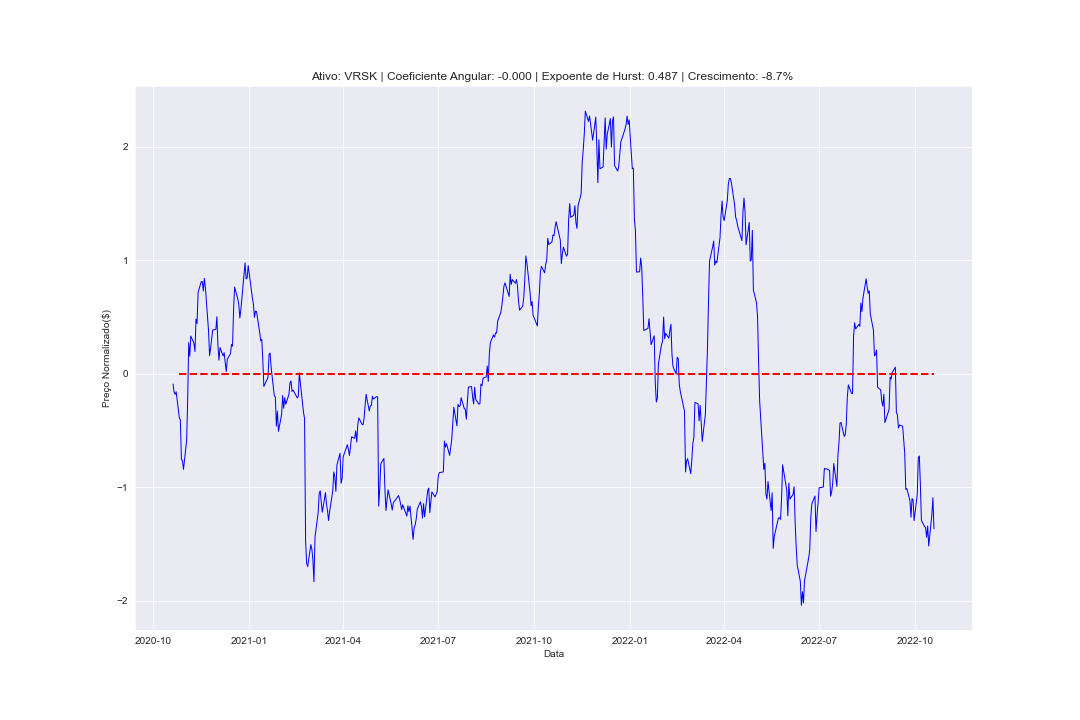 Ativo: VRSK | Coeficiente Angular: -0.000 | Expoente de Hurst: 0.487 | Crescimento: -8.7%
Preço Normalizado($)
2
1
0
−1
−2
2020-10 2021-01 2021-04 2021-07 2021-10 2022-01 2022-04 2022-07 2022-10
Data